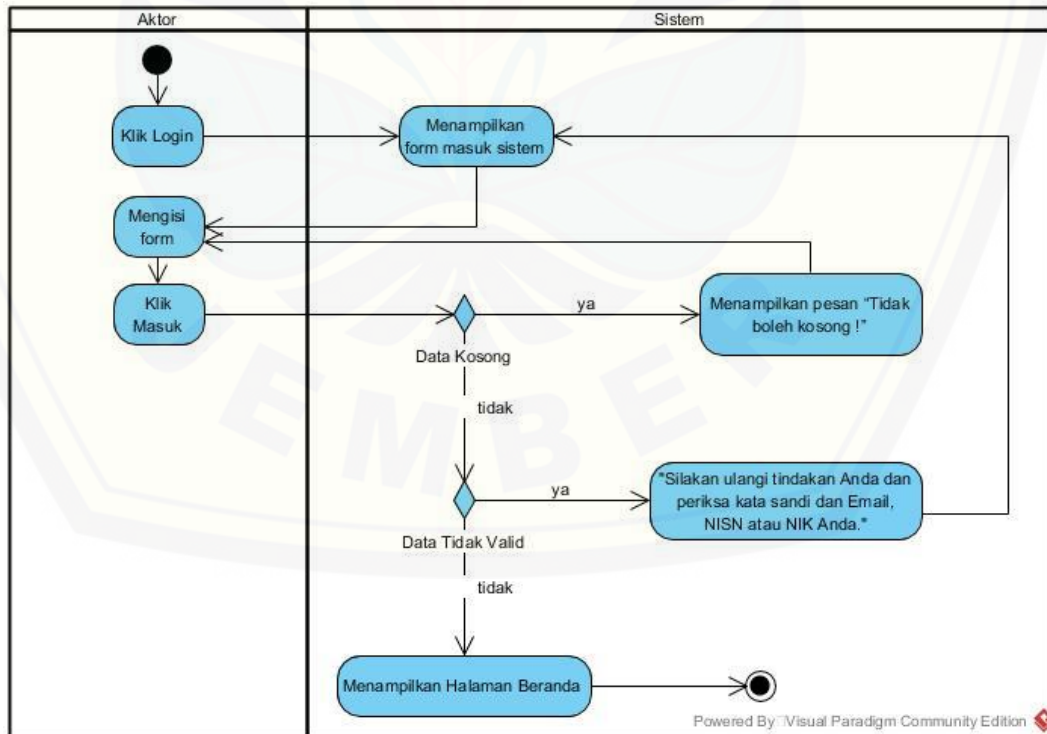 Aktor
Sistem
Klik Login
Menampilkan
form masuk sistem
Mengisi
form
Klik
Masuk
ya
Menampilkan pesan “Tidak
boleh kosong !”
Data Kosong
tidak
ya
"Silakan ulangi tindakan Anda dan
periksa kata sandi dan Email,
NISN atau NIK Anda."
Data Tidak Valid
tidak
Menampilkan Halaman Beranda
Powered By Visual Paradigm Community Edition
JEMBER